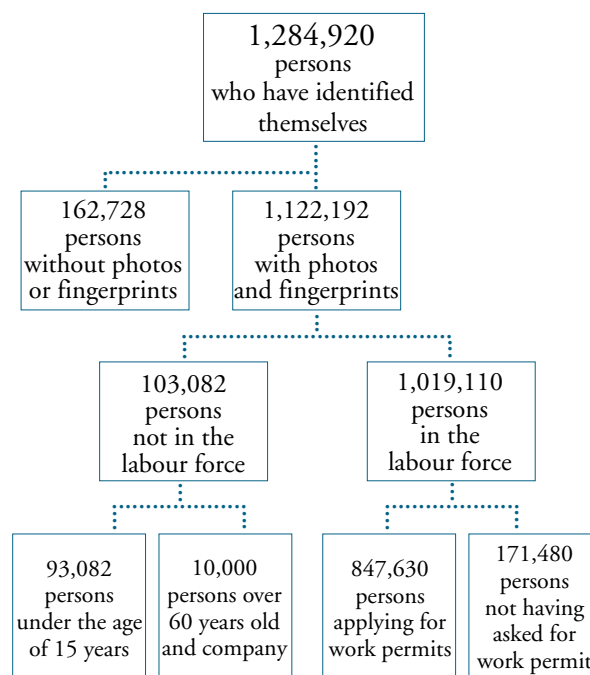 1,284,920
persons
who have identified
themselves
162,728
persons
without photos
or fingerprints
1,122,192
persons
with photos
and fingerprints
103,082
persons
not in the
labour force
1,019,110
persons
in the
labour force
93,082
persons
under the age
of 15 years
10,000
persons over
60 years old
and company
847,630
persons
applying for
work permits
171,480
persons
not having
asked for
work permit